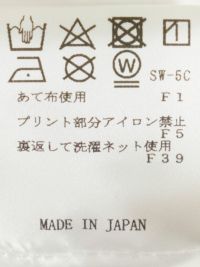 SW-5C
あて布使用 F1
プリント部分アイロン禁止
F5
裏返して洗濯ネット使用
F39
MADE IN JAPAN